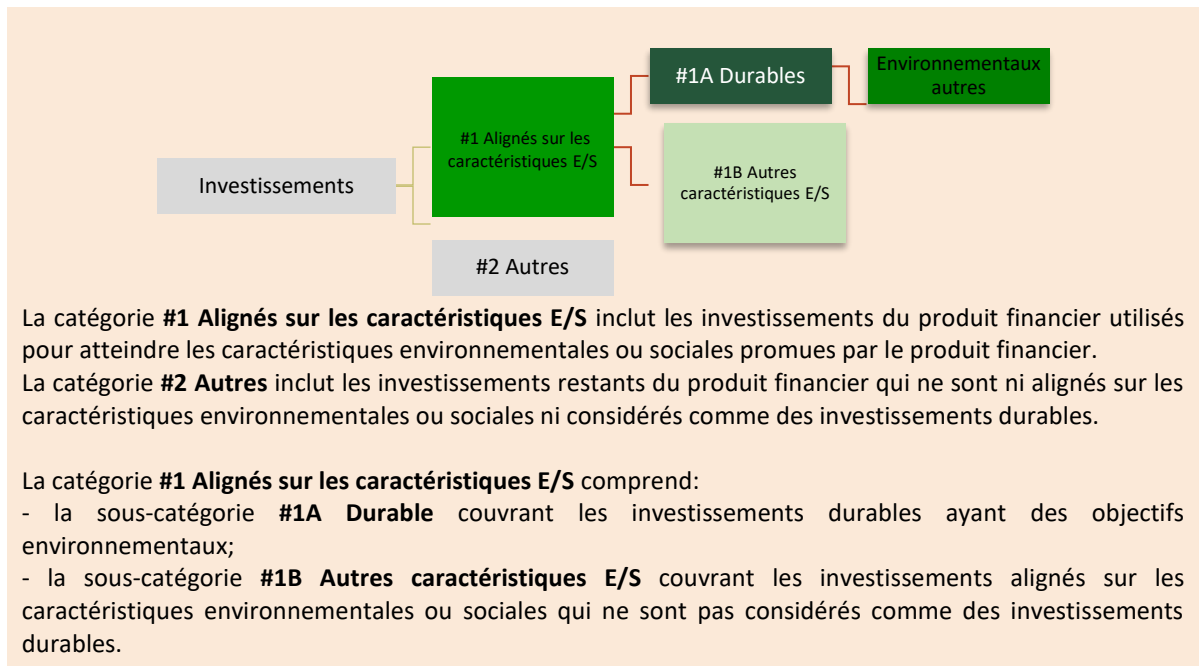 #1A Durables
Environnementaux
autres
#1 Alignés sur les
caractéristiques E/S
Investissements
#1B Autres
caractéristiques E/S
#2 Autres
La catégorie #1 Alignés sur les caractéristiques E/S inclut les investissements du produit financier utilisés
pour atteindre les caractéristiques environnementales ou sociales promues par le produit financier.
La catégorie #2 Autres inclut les investissements restants du produit financier qui ne sont ni alignés sur les
caractéristiques environnementales ou sociales ni considérés comme des investissements durables.
La catégorie #1 Alignés sur les caractéristiques E/S comprend:
- la sous-catégorie #1A Durable couvrant les investissements durables ayant des objectifs
environnementaux;
- la sous-catégorie #1B Autres caractéristiques E/S couvrant les investissements alignés sur les
caractéristiques environnementales ou sociales qui ne sont pas considérés comme des investissements
durables.